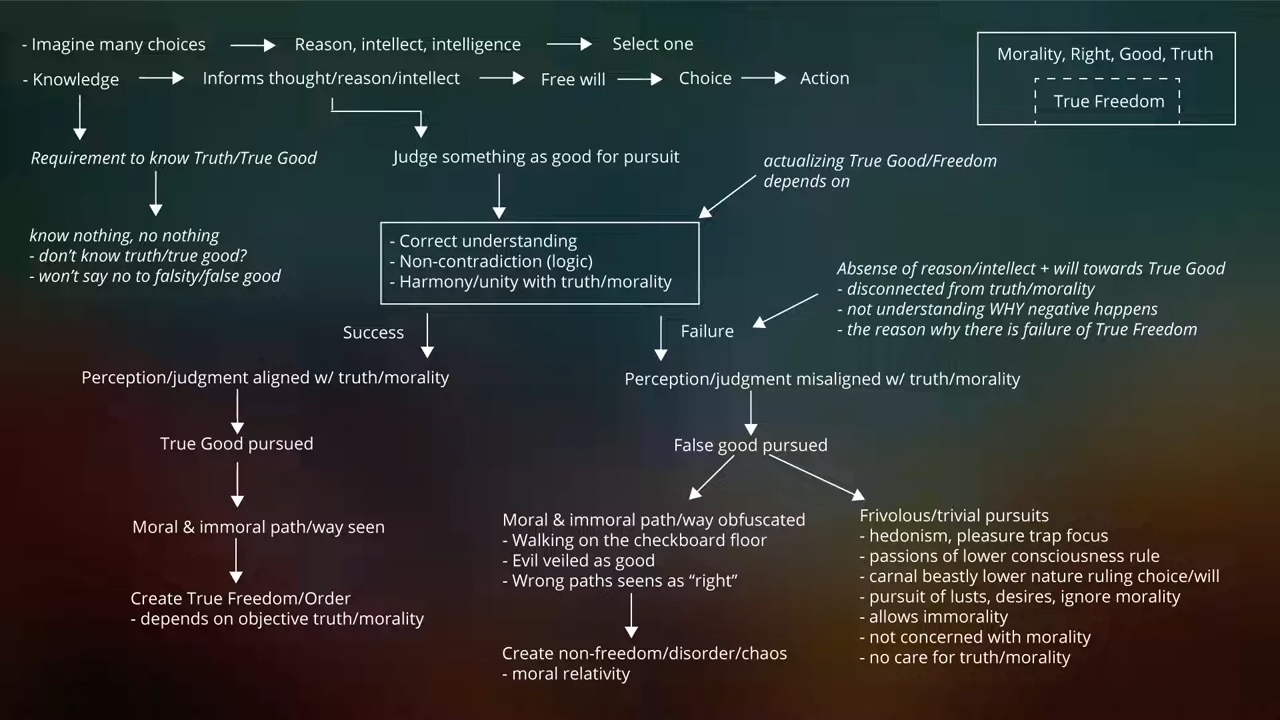 - Imagine many choices
Reason, intellect, intelligence
Select one
- Knowledge
Informs thought/reason/intellect
Free will
Choice
Action
Morality, Right, Good, Truth
True Freedom
Requirement to know Truth/True Good
Judge something as good for pursuit
actualizing True Good/Freedom
depends on
know nothing, no nothing
- don't know truth/true good?
- won't say no to falsity/false good
- Correct understanding
- Non-contradiction (logic)
- Harmony/unity with truth/morality
Absense of reason/intellect + will towards True Good
- disconnected from truth/morality
- not understanding WHY negative happens
- the reason why there is failure of True Freedom
Success
Failure
Perception/judgment aligned w/ truth/morality
Perception/judgment misaligned w/ truth/morality
True Good pursued
False good pursued
Moral & immoral path/way seen
Moral & immoral path/way obfuscated
- Walking on the checkboard floor
- Evil veiled as good
- Wrong paths seens as “right”
Frivolous/trivial pursuits
- hedonism, pleasure trap focus
- passions of lower consciousness rule
- carnal beastly lower nature ruling choice/will
- pursuit of lusts, desires, ignore morality
- allows immorality
- not concerned with morality
- no care for truth/morality
Create True Freedom/Order
- depends on objective truth/morality
Create non-freedom/disorder/chaos
- moral relativity